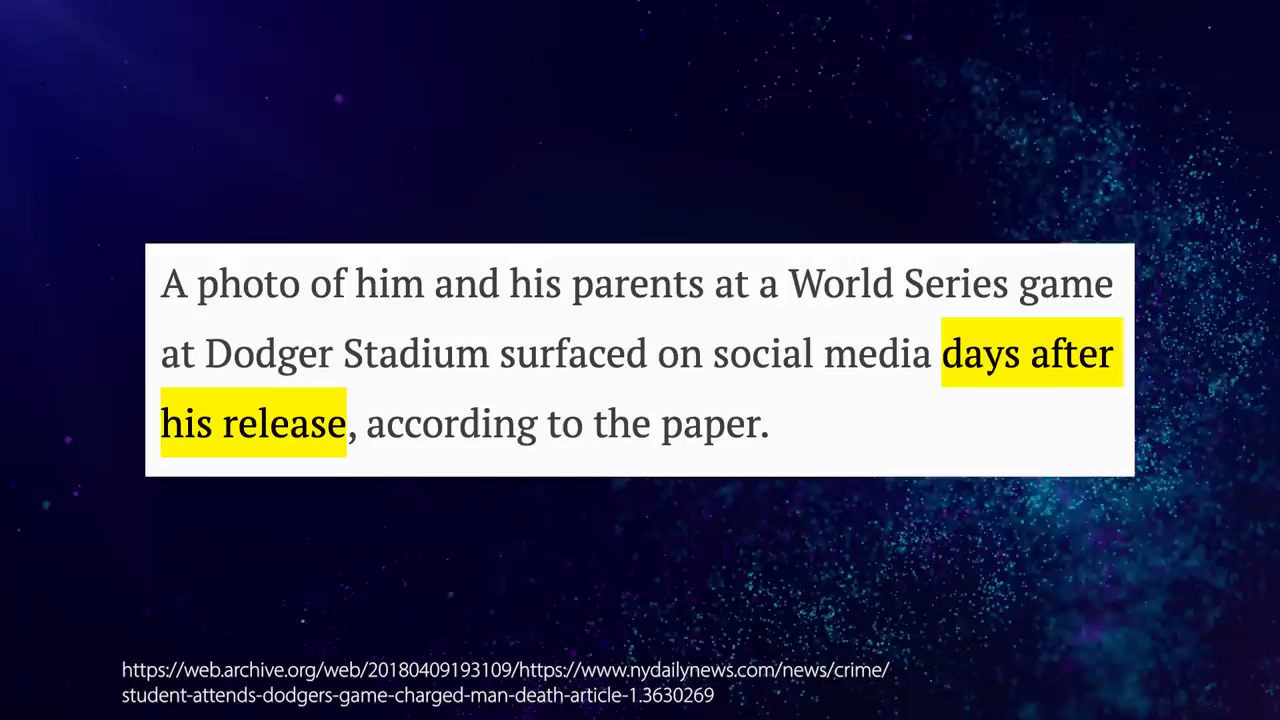 A photo of him and his parents at a World Series game
at Dodger Stadium surfaced on social media days after
his release, according to the paper.
https://web.archive.org/web/20180409193109/https://www.nydailynews.com/news/crime/
student-attends-dodgers-game-charged-man-death-article-1.3630269